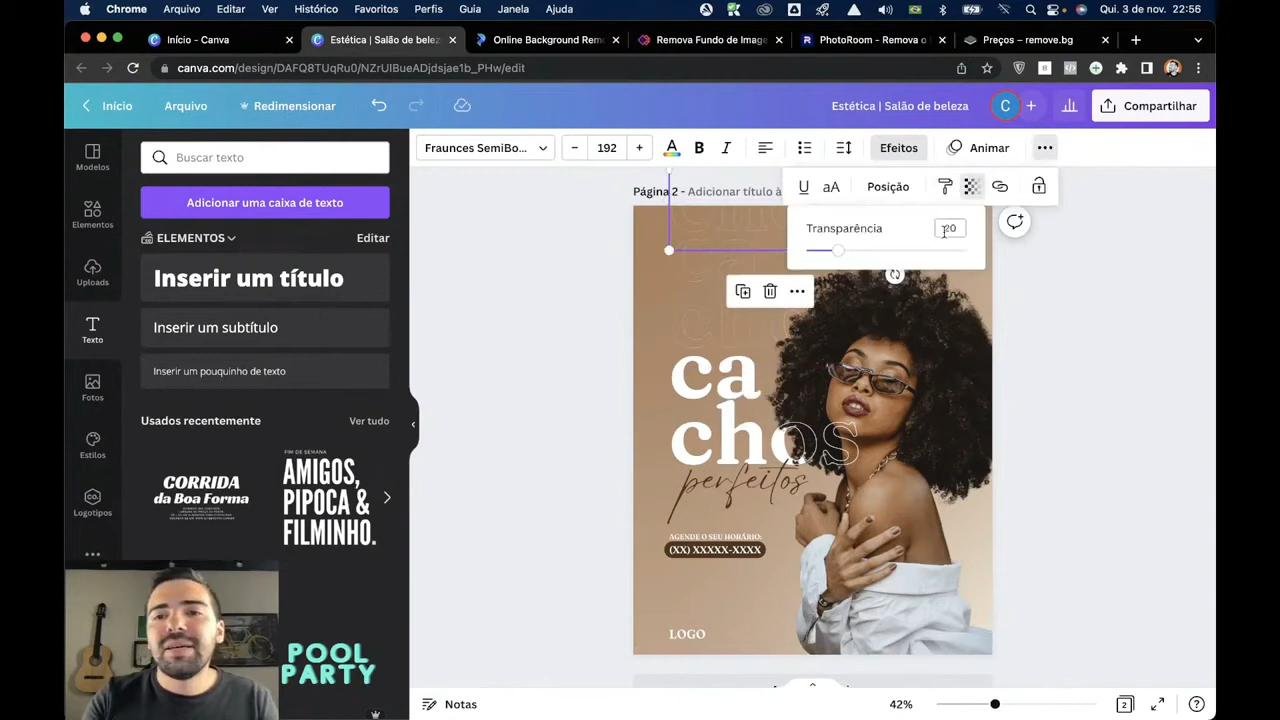 Chrome Arquivo Editar Ver Histórico Favoritos Perfis Guia Janela Ajuda
Qui. 3 de nov. 22:56
Início - Canva
Estética | Salão de belez
Online Background Rem
Remova Fundo de Image
PhotoRoom - Remova o
Preços – remove.bg
canva.com/design/DAFQ8TUqRu0/NZrUIBueADjdsjae1b_PHw/edit
Início
Arquivo
Redimensionar
Estética | Salão de beleza
C
Compartilhar
Modelos
Elementos
Uploads
Texto
Fotos
Estilos
Logotipos
Buscar texto
Adicionar uma caixa de texto
ELEMENTOS
Editar
Inserir um título
Inserir um subtítulo
Inserir um pouquinho de texto
Usados recentemente
Ver tudo
CORRIDA
da Boa Forma
FIM DE SEMANA
AMIGOS,
PIPOCA &
FILMINHO.
POOL
PARTY
Fraunces SemiBo...
192
Efeitos
Animar
Posição
Transparência
20
Página 2 - Adicionar título à
ca
chos
perfeitos
AGENDE O SEU HORÁRIO:
(XX) XXXXX-XXXX
LOGO
Notas
42%
2